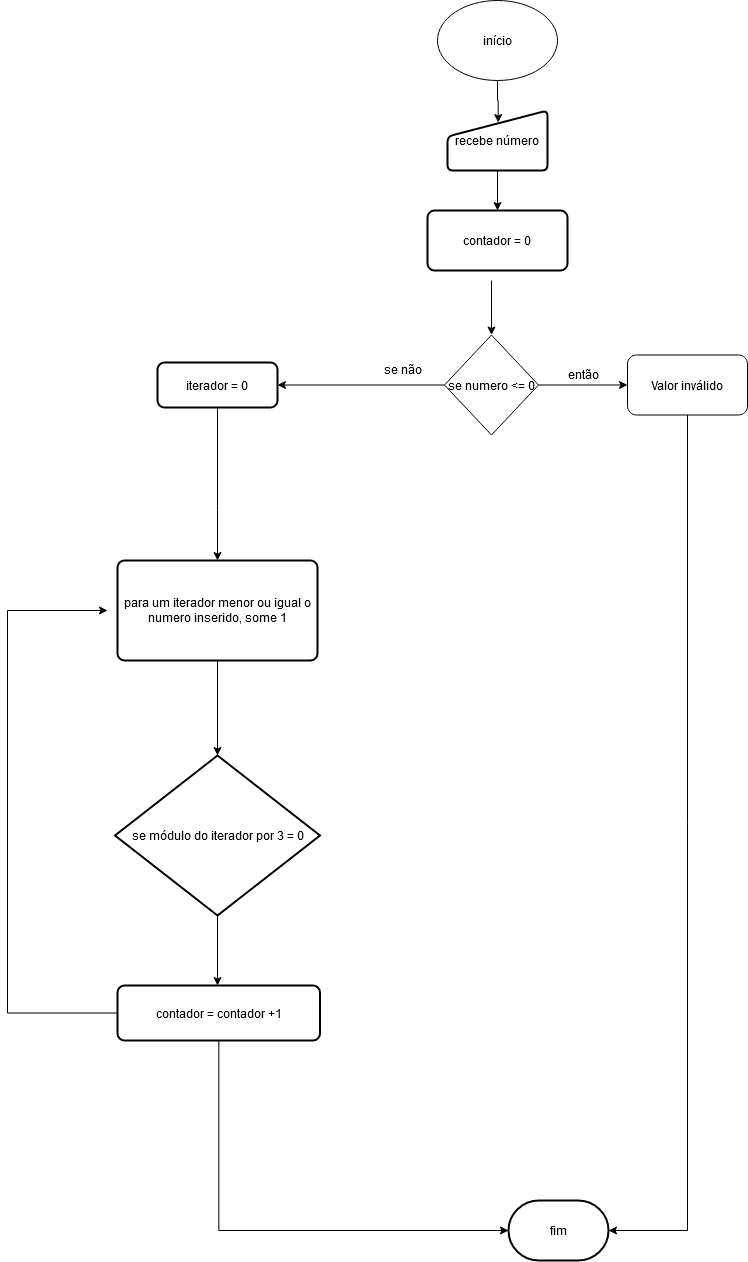 início
recebe número
contador = 0
se não
se numero <= 0
então
iterador = 0
Valor inválido
para um iterador menor ou igual o
numero inserido, some 1
se módulo do iterador por 3 = 0
contador = contador +1
fim